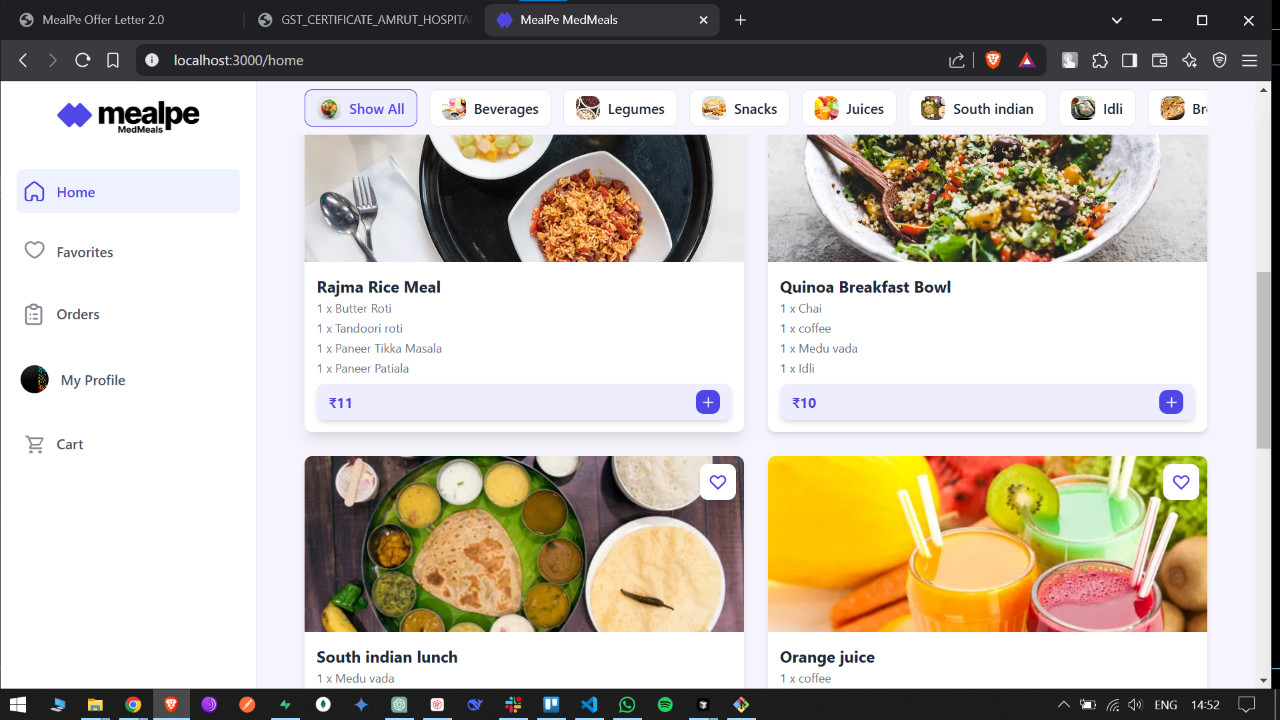 MealPe Offer Letter 2.0
GST_CERTIFICATE_AMRUT_HOSPITA
MealPe MedMeals
localhost:3000/home
mealpe
MedMeals
Show All
Beverages
Legumes
Snacks
Juices
South indian
Idli
Br
Home
Favorites
Orders
My Profile
Cart
Rajma Rice Meal
1 x Butter Roti
1 x Tandoori roti
1 x Paneer Tikka Masala
1 x Paneer Patiala
₹11
Quinoa Breakfast Bowl
1 x Chai
1 x coffee
1 x Medu vada
1 x Idli
₹10
South indian lunch
1 x Medu vada
Orange juice
1 x coffee
ENG
14:52